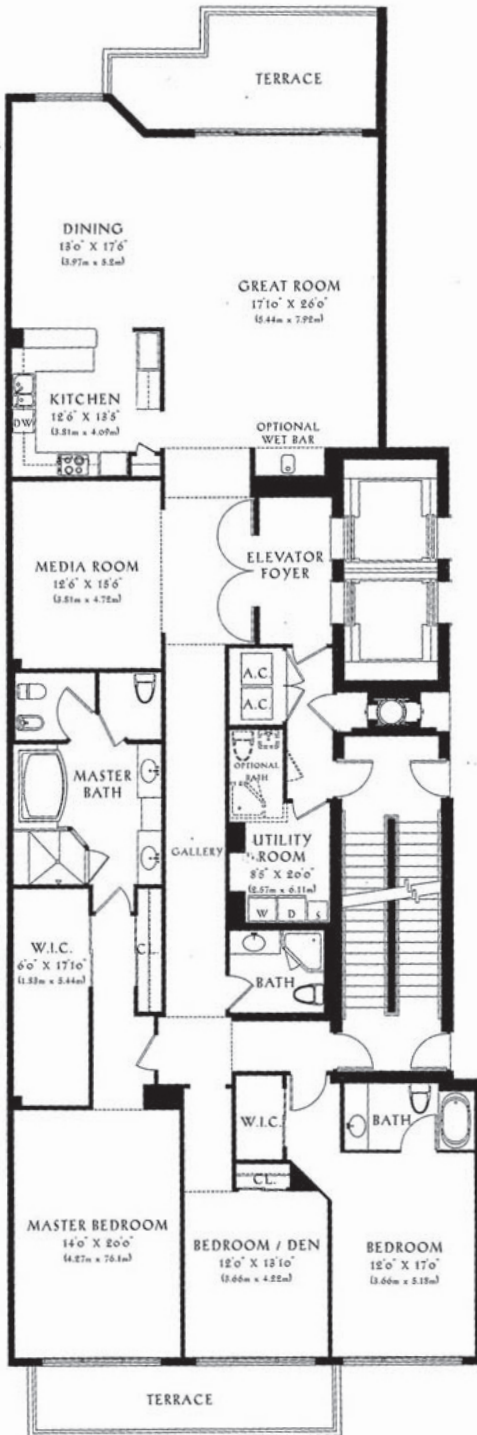 TERRACE
DINING
13'0" X 17'6"
(3.97m x 5.2m)
GREAT ROOM
17'10" X 26'0"
(5.44m x 7.92m)
KITCHEN
12'6" X 13'5"
(3.81m x 4.09m)
DW
OPTIONAL
WET BAR
MEDIA ROOM
12'6" X 15'6"
(3.81m x 4.72m)
ELEVATOR
FOYER
A.C.
A.C.
OPTIONAL
BATH
MASTER
BATH
GALLERY
UTILITY
ROOM
8'5" X 20'0"
(2.57m x 6.11m)
W D S
W.I.C.
6'0" X 17'10"
(1.83m x 5.44m)
CL.
BATH
W.I.C.
BATH
CL.
MASTER BEDROOM
14'0" X 20'0"
(4.27m x 76.1m)
BEDROOM / DEN
12'0" X 13'10"
(3.66m x 4.22m)
BEDROOM
12'0" X 17'0"
(3.66m x 5.18m)
TERRACE